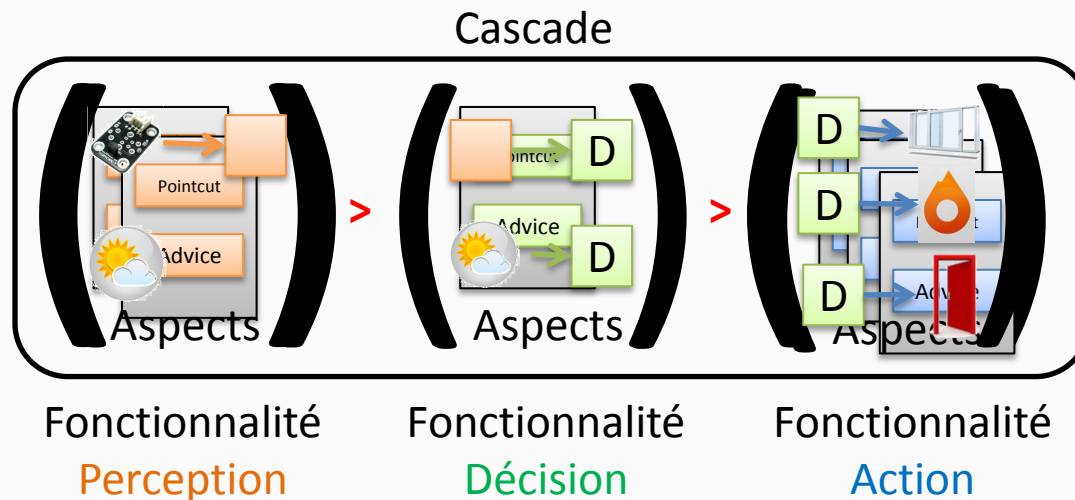 Cascade
Pointcut
Advice
Aspects
>
D
Advice
D
Aspects
>
D
D
D
Aspects
Fonctionnalité
Perception
Fonctionnalité
Décision
Fonctionnalité
Action